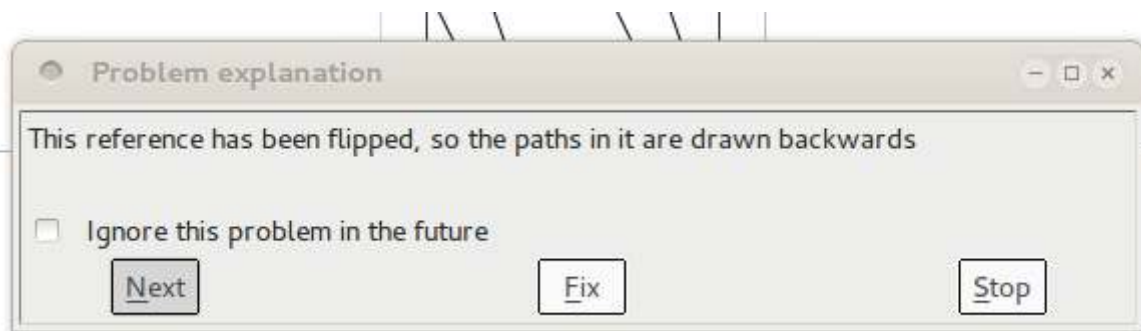 Problem explanation
This reference has been flipped, so the paths in it are drawn backwards
Ignore this problem in the future
Next
Fix
Stop